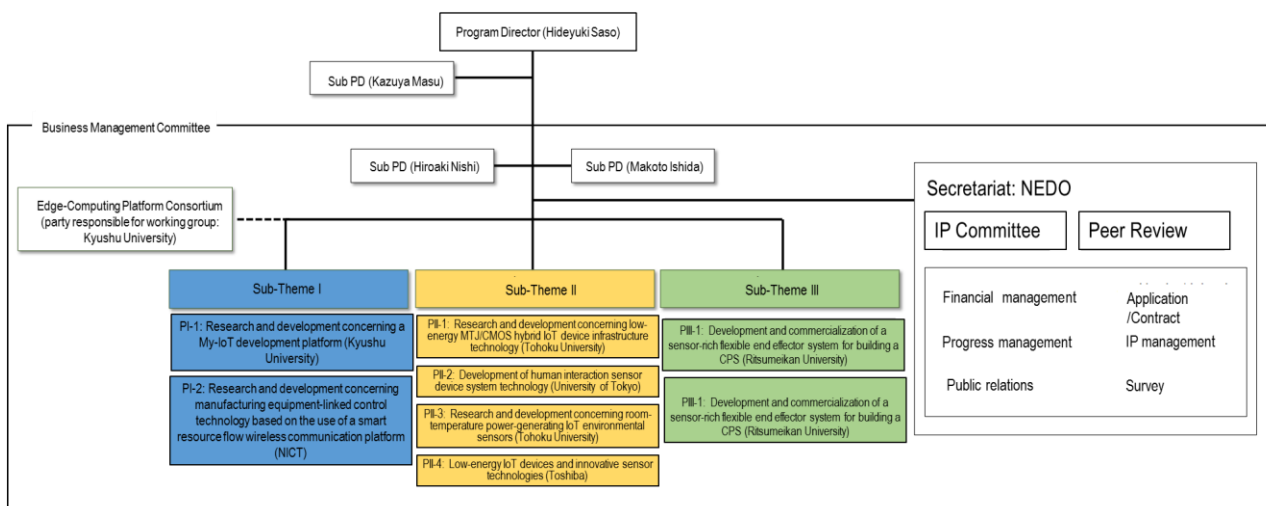 Program Director (Hideyuki Saso)
Sub PD (Kazuya Masu)
Business Management Committee
Sub PD (Hiroaki Nishi)
Sub PD (Makoto Ishida)
Edge-Computing Platform Consortium
(party responsible for working group:
Kyushu University)
Secretariat: NEDO
IP Committee
Peer Review
Financial management
Application
/Contract
Progress management
IP management
Public relations
Survey
Sub-Theme I
PI-1: Research and development concerning a
My-IoT development platform (Kyushu
University)
PI-2: Research and development concerning
manufacturing equipment-linked control
technology based on the use of a smart
resource flow wireless communication platform
(NICT)
Sub-Theme II
PII-1: Research and development concerning low-
energy MTJ/CMOS hybrid IoT device infrastructure
technology (Tohoku University)
PII-2: Development of human interaction sensor
device system technology (University of Tokyo)
PII-3: Research and development concerning room-
temperature power-generating IoT environmental
sensors (Tohoku University)
PII-4: Low-energy IoT devices and innovative sensor
technologies (Toshiba)
Sub-Theme III
PIII-1: Development and commercialization of a
sensor-rich flexible end effector system for building a
CPS (Ritsumeikan University)
PIII-1: Development and commercialization of a
sensor-rich flexible end effector system for building a
CPS (Ritsumeikan University)